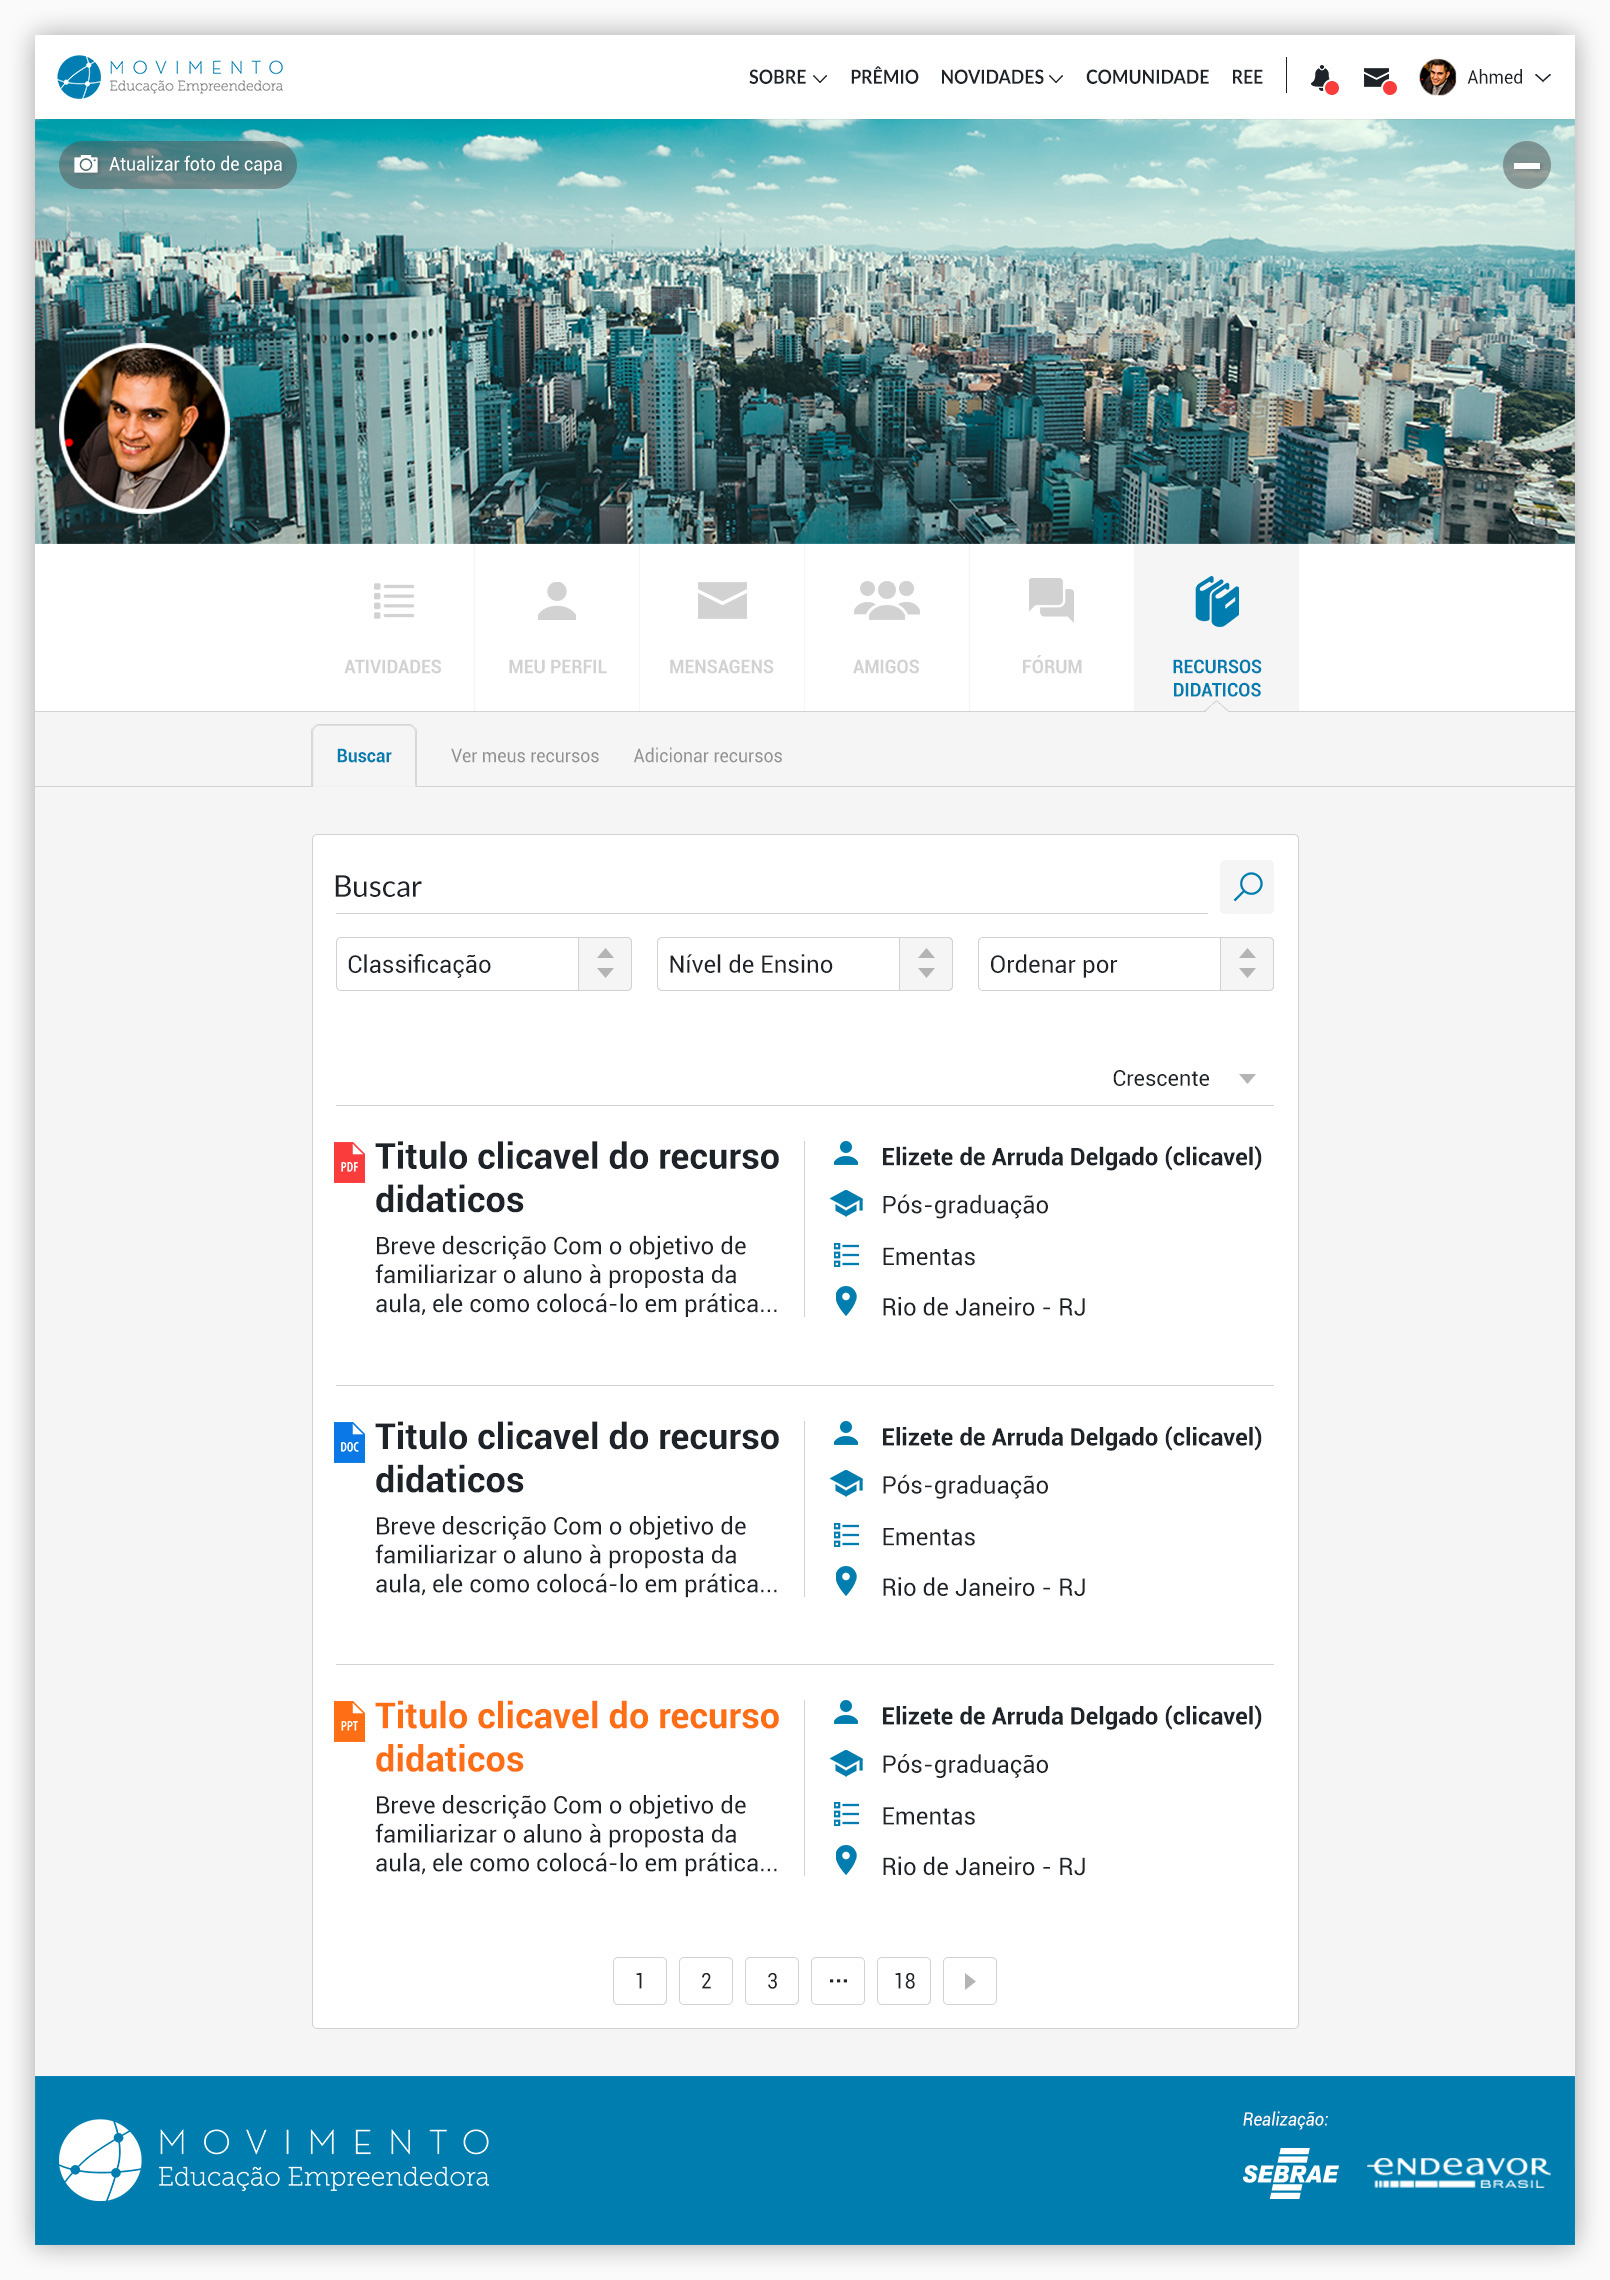 MOVIMENTO
Educação Empreendedora
SOBRE PRÊMIO NOVIDADES COMUNIDADE REE Ahmed
Atualizar foto de capa
ATIVIDADES MEU PERFIL MENSAGENS AMIGOS FÓRUM RECURSOS
DIDATICOS
Buscar Ver meus recursos Adicionar recursos
Buscar
Classificação Nível de Ensino Ordenar por
Crescente
PDF
Titulo clicavel do recurso
didaticos
Breve descrição Com o objetivo de
familiarizar o aluno à proposta da
aula, ele como colocá-lo em prática...
Elizete de Arruda Delgado (clicavel)
Pós-graduação
Ementas
Rio de Janeiro - RJ
DOC
Titulo clicavel do recurso
didaticos
Breve descrição Com o objetivo de
familiarizar o aluno à proposta da
aula, ele como colocá-lo em prática...
Elizete de Arruda Delgado (clicavel)
Pós-graduação
Ementas
Rio de Janeiro - RJ
PPT
Titulo clicavel do recurso
didaticos
Breve descrição Com o objetivo de
familiarizar o aluno à proposta da
aula, ele como colocá-lo em prática...
Elizete de Arruda Delgado (clicavel)
Pós-graduação
Ementas
Rio de Janeiro - RJ
1 2 3 ... 18
MOVIMENTO
Educação Empreendedora
Realização:
SEBRAE
ENDEAVOR
BRASIL